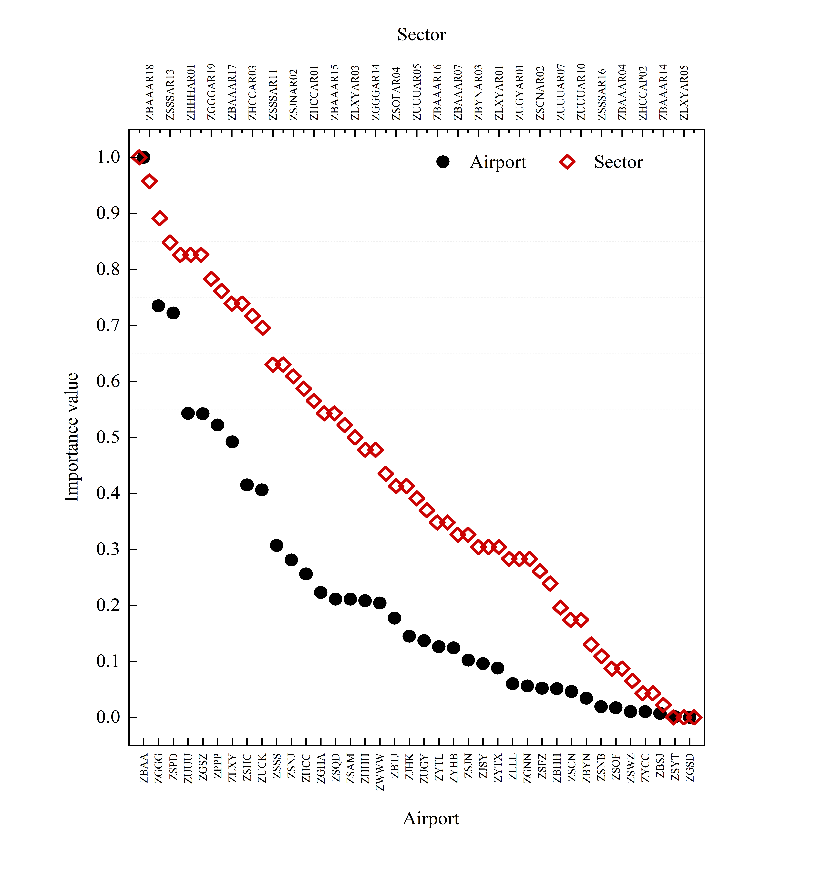 Sector
ZBAAAR18
ZSSSAR13
ZHHHAR01
ZGGGAR19
ZBAAAR17
ZHCCAR03
ZSSSAR11
ZSJNAR02
ZHCCAR01
ZBAAAR15
ZLXYAR03
ZGGGAR14
ZSOFAR04
ZUUUAR05
ZBAAAR16
ZBAAAR07
ZBYNAR03
ZLXYAR01
ZUGYAR01
ZSCNAR02
ZUUUAR07
ZUUUAR10
ZSSSAR16
ZBAAAR04
ZHCCAP02
ZBAAAR14
ZLXYAR05
Airport
Sector
Importance value
1.0
0.9
0.8
0.7
0.6
0.5
0.4
0.3
0.2
0.1
0.0
ZBAA
ZGGG
ZSPD
ZUUU
ZGSZ
ZPPP
ZLXY
ZSHC
ZUCK
ZSSS
ZSNJ
ZHCC
ZGHA
ZSQD
ZSAM
ZHHH
ZWWW
ZBTJ
ZJHK
ZUGY
ZYTL
ZYHB
ZSJN
ZJSY
ZYTX
ZLLL
ZGNN
ZSFZ
ZBHH
ZSCN
ZBYN
ZSNB
ZSOF
ZSWZ
ZYCC
ZBSJ
ZSYT
ZGSD
Airport